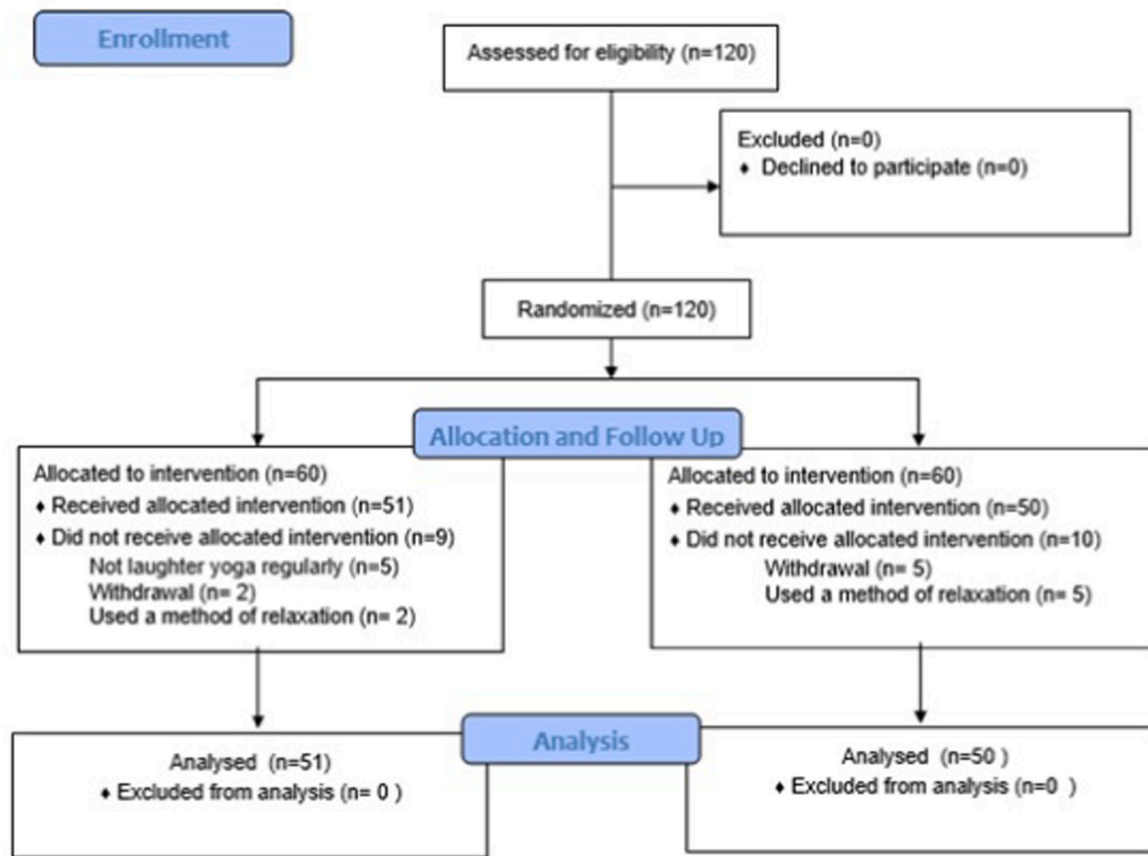 Enrollment
Assessed for eligibility (n=120)
Excluded (n=0)
♦ Declined to participate (n=0)
Randomized (n=120)
Allocation and Follow Up
Allocated to intervention (n=60)
♦ Received allocated intervention (n=51)
♦ Did not receive allocated intervention (n=9)
Not laughter yoga regularly (n=5)
Withdrawal (n= 2)
Used a method of relaxation (n= 2)
Allocated to intervention (n=60)
♦ Received allocated intervention (n=50)
♦ Did not receive allocated intervention (n=10)
Withdrawal (n= 5)
Used a method of relaxation (n= 5)
Analysis
Analysed (n=51)
♦ Excluded from analysis (n= 0 )
Analysed (n=50 )
♦ Excluded from analysis (n=0 )